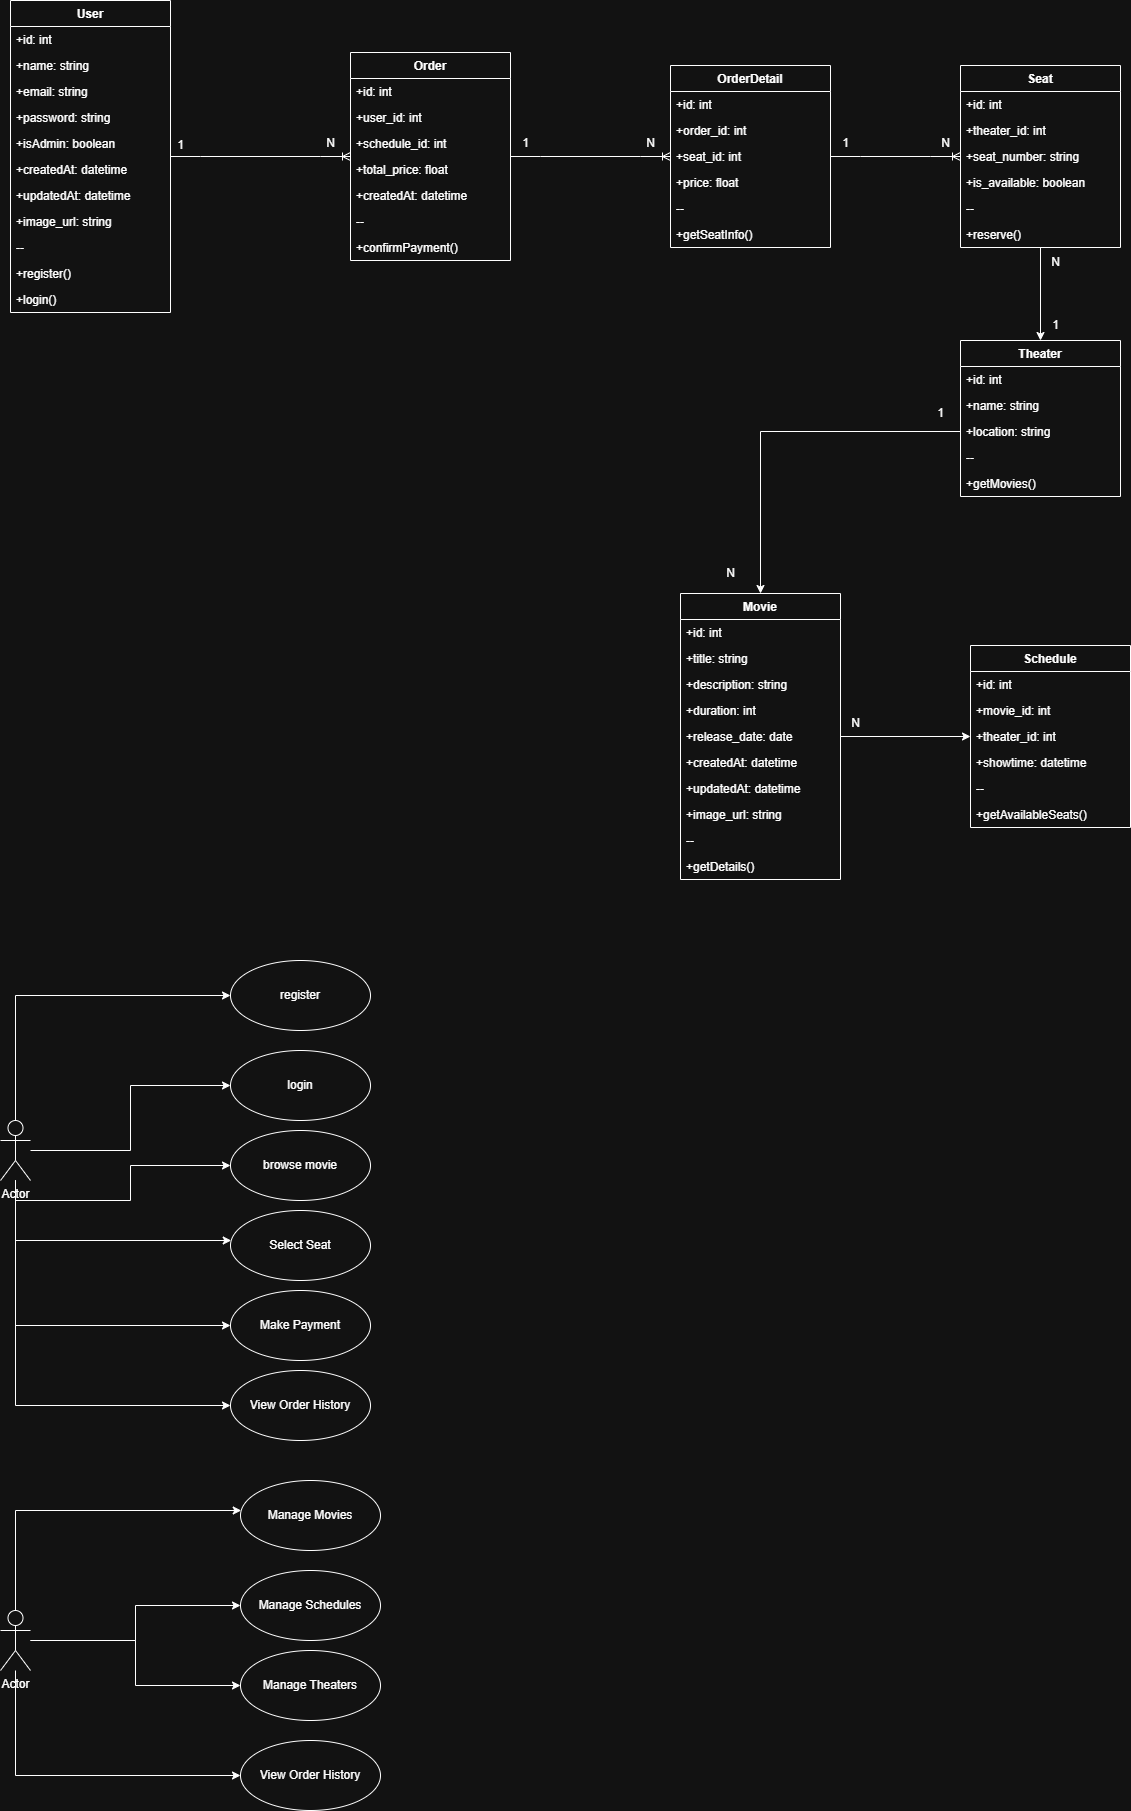 User
+id: int
+name: string
+email: string
+password: string
+isAdmin: boolean
+createdAt: datetime
+updatedAt: datetime
+image_url: string
--
+register()
+login()
1
N
Order
+id: int
+user_id: int
+schedule_id: int
+total_price: float
+createdAt: datetime
--
+confirmPayment()
1
N
OrderDetail
+id: int
+order_id: int
+seat_id: int
+price: float
--
+getSeatInfo()
1
N
Seat
+id: int
+theater_id: int
+seat_number: string
+is_available: boolean
--
+reserve()
N
1
Theater
+id: int
+name: string
+location: string
--
+getMovies()
1
N
Movie
+id: int
+title: string
+description: string
+duration: int
+release_date: date
+createdAt: datetime
+updatedAt: datetime
+image_url: string
--
+getDetails()
N
Schedule
+id: int
+movie_id: int
+theater_id: int
+showtime: datetime
--
+getAvailableSeats()
register
login
browse movie
Actor
Select Seat
Make Payment
View Order History
Manage Movies
Manage Schedules
Actor
Manage Theaters
View Order History